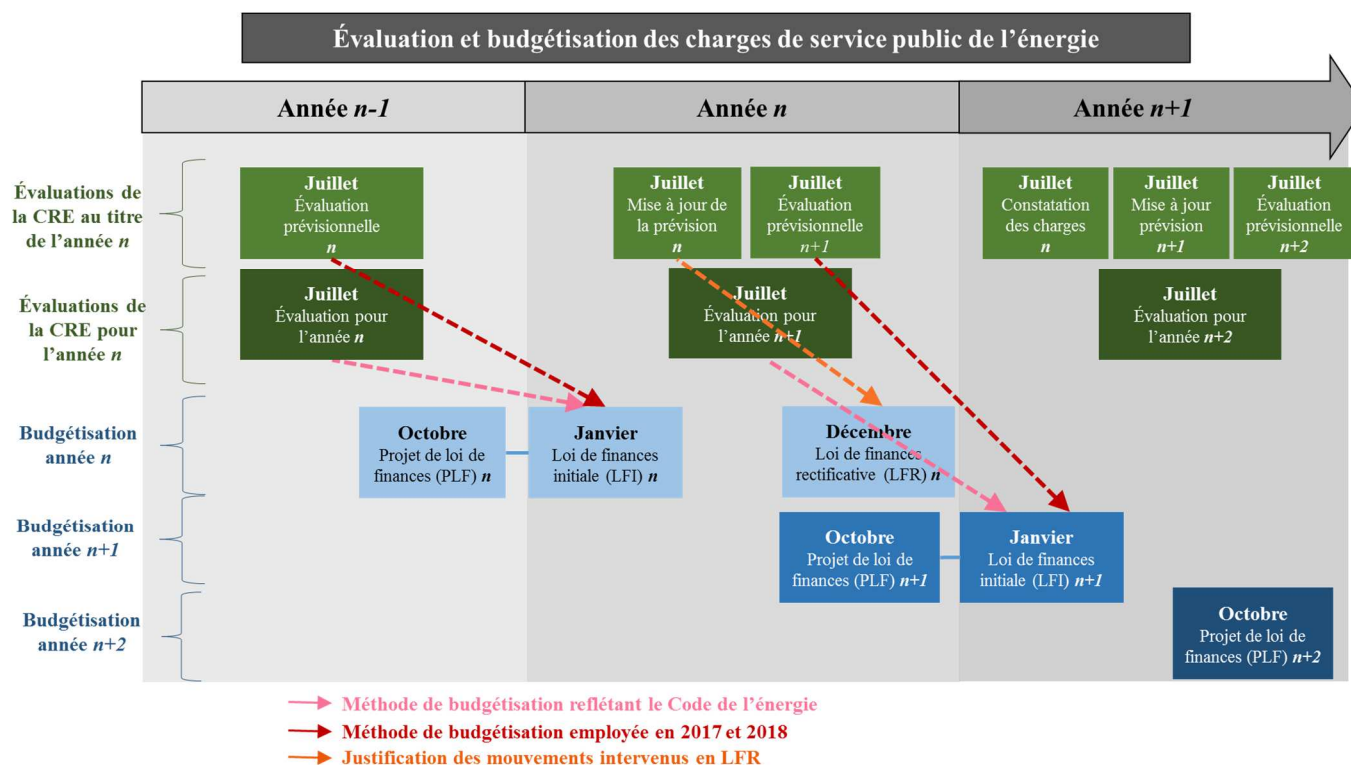 Évaluation et budgétisation des charges de service public de l’énergie
Année n-1
Année n
Année n+1
Évaluations de
la CRE au titre
de l’année n
Juillet
Évaluation
prévisionnelle
n
Juillet
Mise à jour de
la prévision
n
Juillet
Évaluation
prévisionnelle
n+1
Juillet
Constatation
des charges
n
Juillet
Mise à jour
prévision
n+1
Juillet
Évaluation
prévisionnelle
n+2
Évaluations de
la CRE pour
l’année n
Juillet
Évaluation pour
l’année n
Juillet
Évaluation pour
l’année n+1
Juillet
Évaluation pour
l’année n+2
Budgétisation
année n
Octobre
Projet de loi de
finances (PLF) n
Janvier
Loi de finances
initiale (LFI) n
Décembre
Loi de finances
rectificative (LFR) n
Budgétisation
année n+1
Octobre
Projet de loi de
finances (PLF) n+1
Janvier
Loi de finances
initiale (LFI) n+1
Budgétisation
année n+2
Octobre
Projet de loi de
finances (PLF) n+2
Méthode de budgétisation reflétant le Code de l’énergie
Méthode de budgétisation employée en 2017 et 2018
Justification des mouvements intervenus en LFR